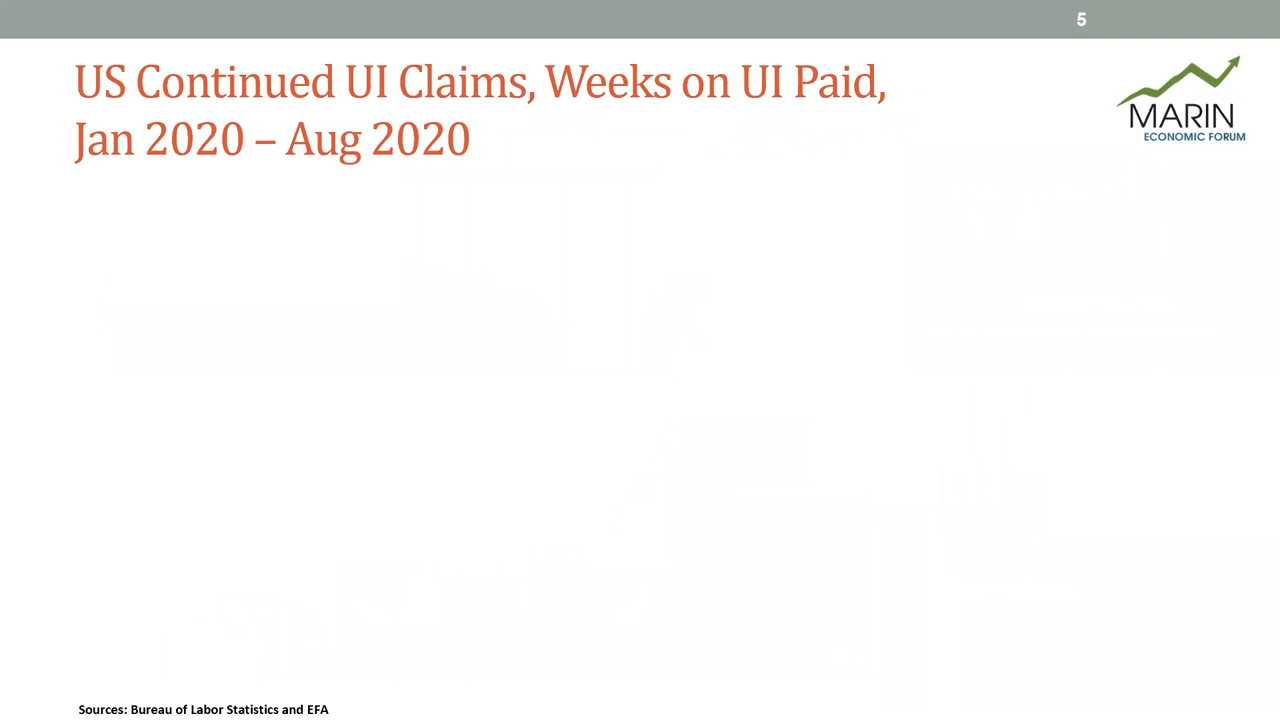 5
US Continued UI Claims, Weeks on UI Paid,
Jan 2020 – Aug 2020
MARIN
ECONOMIC FORUM
Sources: Bureau of Labor Statistics and EFA